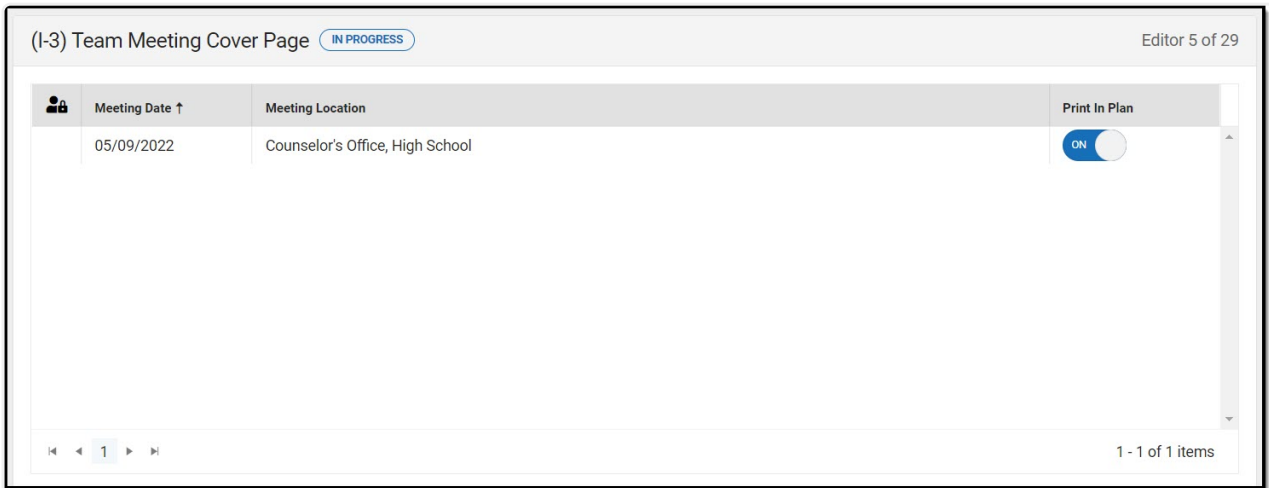 (I-3) Team Meeting Cover Page IN PROGRESS Editor 5 of 29
Meeting Date ↑ Meeting Location Print In Plan
05/09/2022 Counselor's Office, High School ON
1 1 - 1 of 1 items